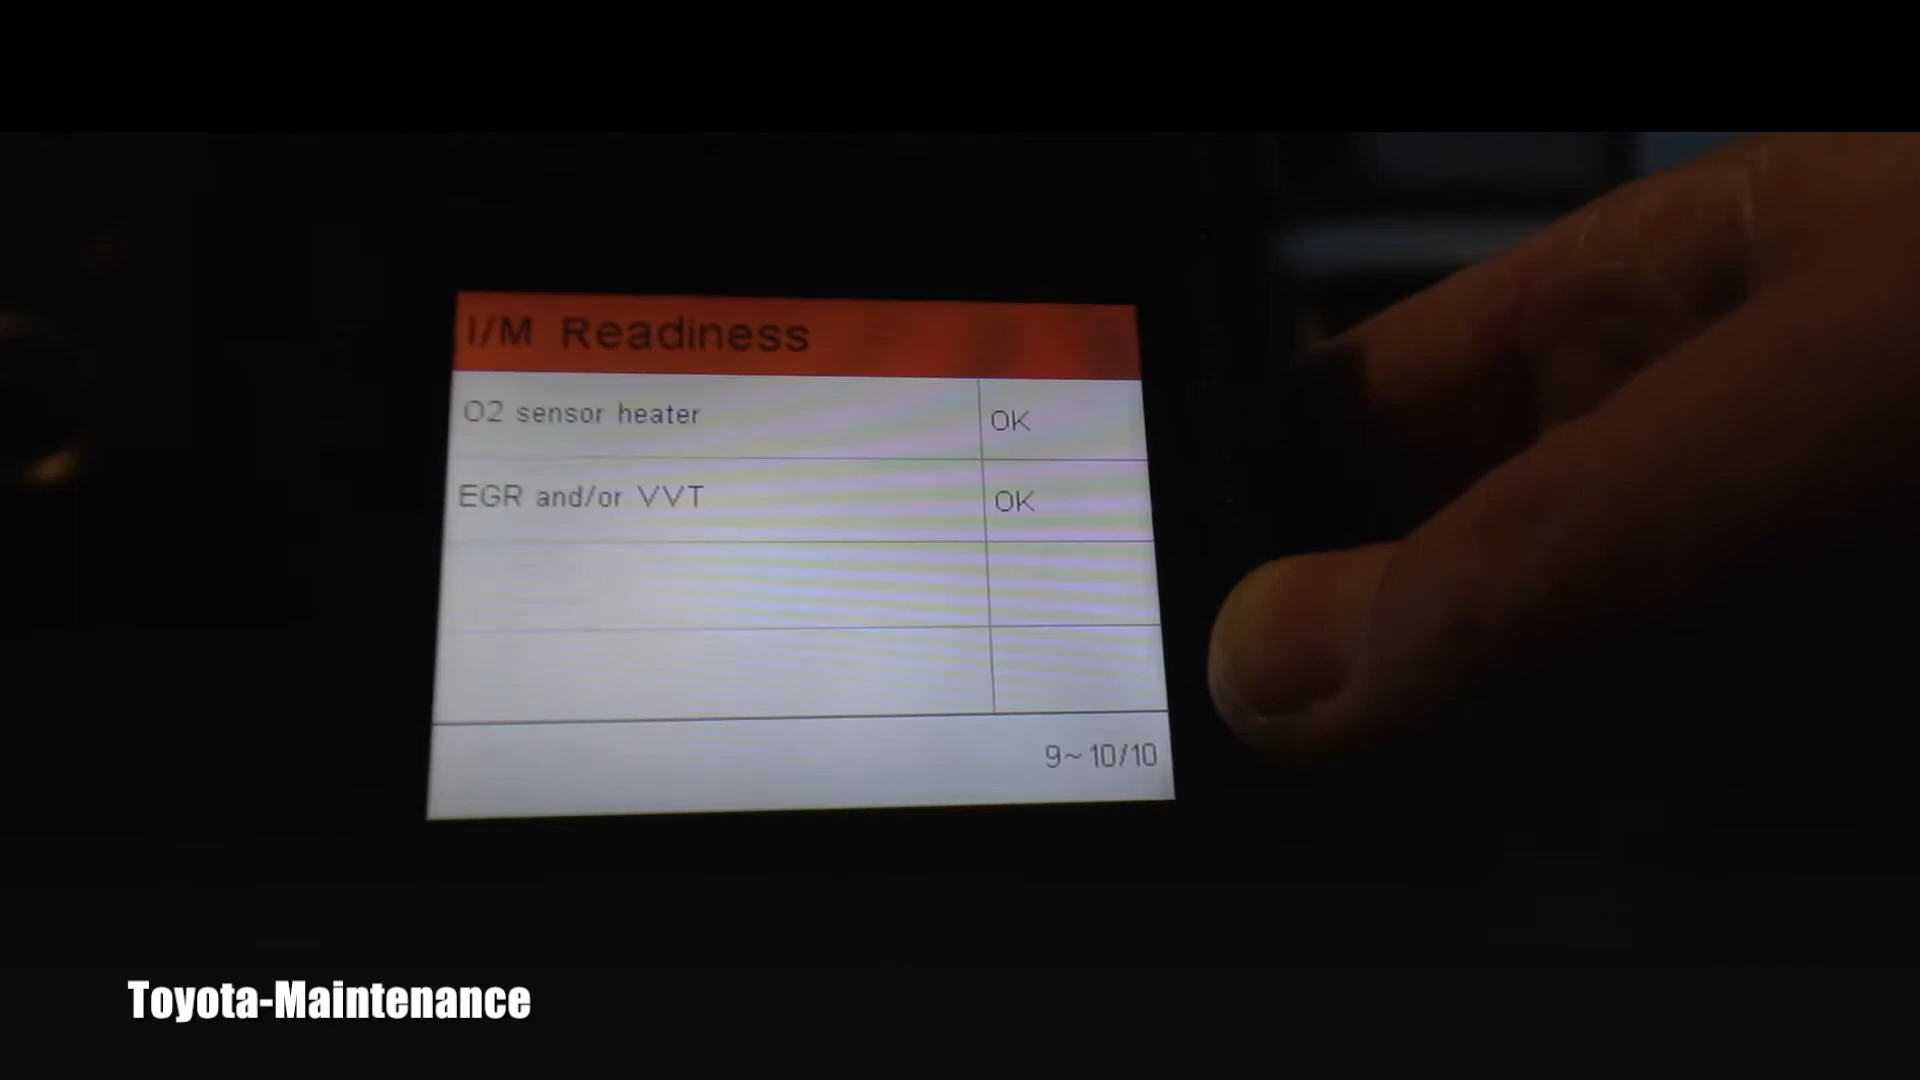 I/M Readiness
O2 sensor heater OK
EGR and/or VVT OK
9~10/10
Toyota-Maintenance